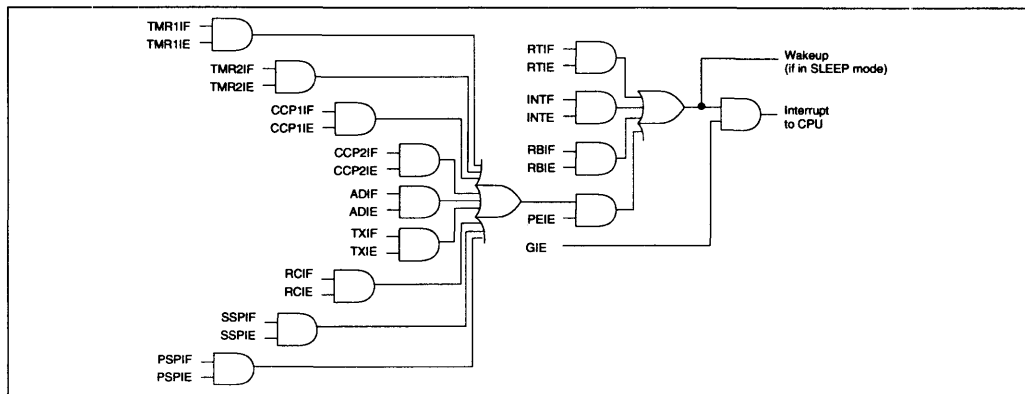 TMR1IF
TMR1IE
TMR2IF
TMR2IE
CCP1IF
CCP1IE
CCP2IF
CCP2IE
ADIF
ADIE
TXIF
TXIE
RCIF
RCIE
SSPIF
SSPIE
PSPIF
PSPIE
RTIF
RTIE
INTF
INTE
RBIF
RBIE
PEIE
GIE
Wakeup
(if in SLEEP mode)
Interrupt
to CPU